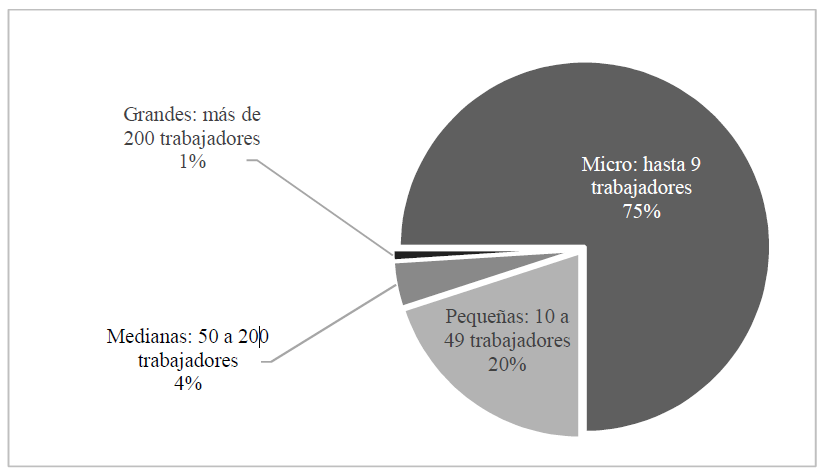 Grandes: más de
200 trabajadores
1%
Micro: hasta 9
trabajadores
75%
Pequeñas: 10 a
49 trabajadores
20%
Medianas: 50 a 200
trabajadores
4%